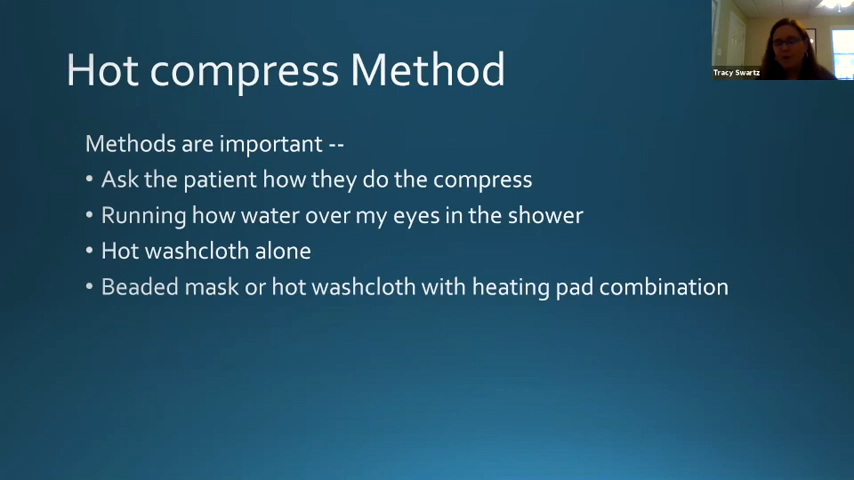 Hot compress Method
Tracy Swartz
Methods are important --
• Ask the patient how they do the compress
• Running how water over my eyes in the shower
• Hot washcloth alone
• Beaded mask or hot washcloth with heating pad combination